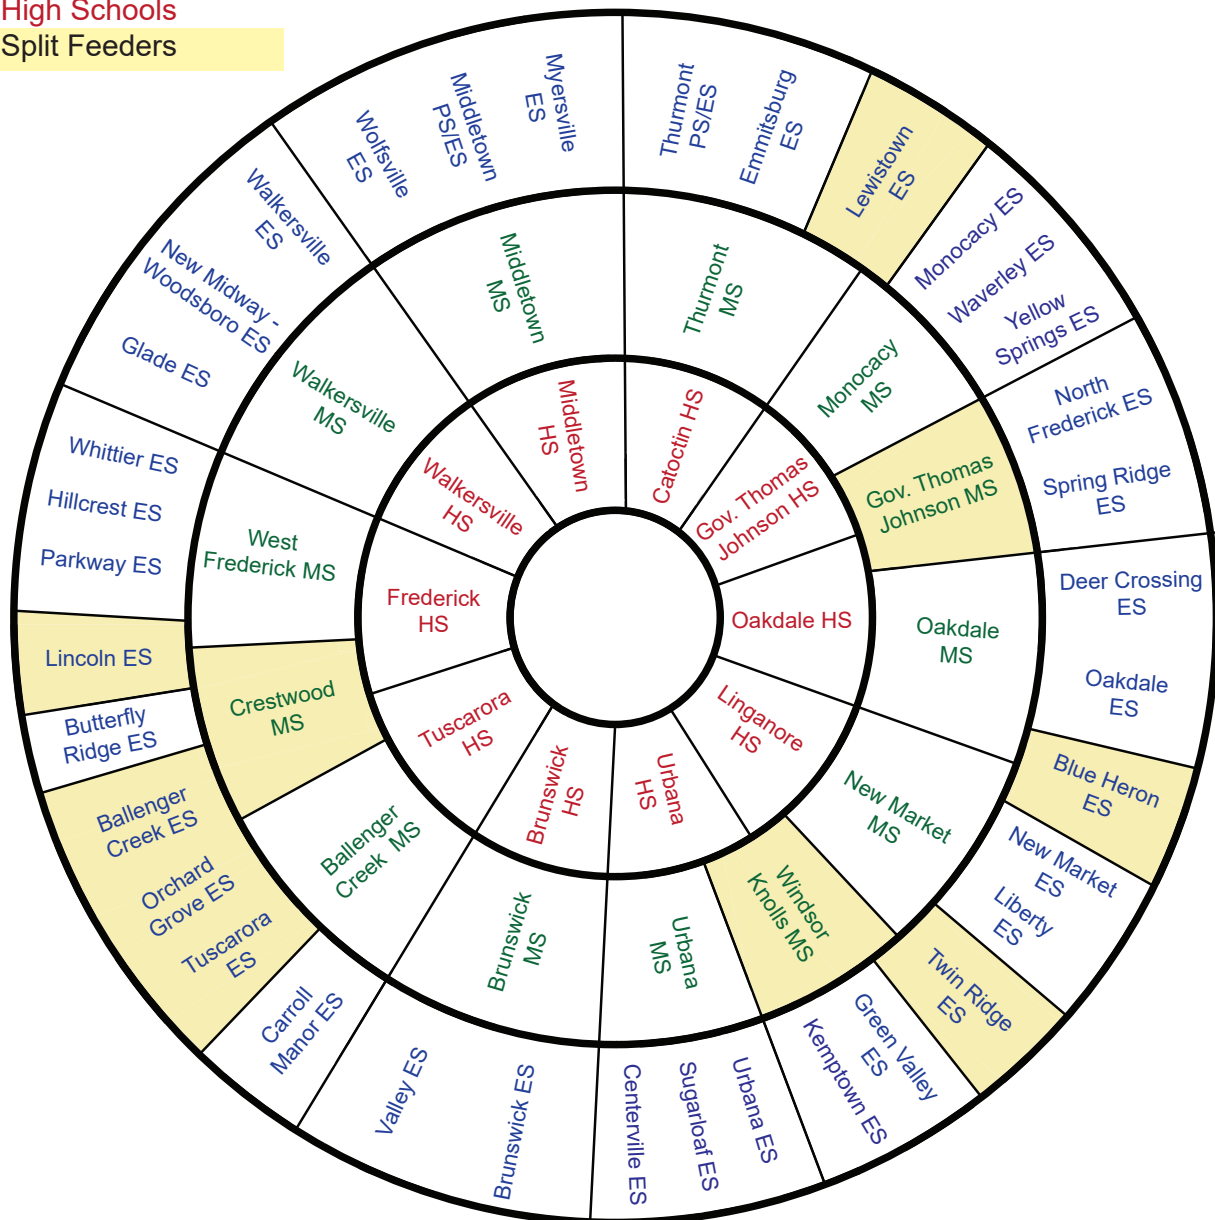 High Schools
Split Feeders
Thurmont
PS/ES
Emmitsburg
ES
Lewistown
ES
Monocacy ES
Waverley ES
Yellow
Springs ES
North
Frederick ES
Spring Ridge
ES
Deer Crossing
ES
Oakdale
ES
Blue Heron
ES
New Market
ES
Liberty
ES
Twin Ridge
ES
Green Valley
ES
Kemptown ES
Urbana ES
Sugarloaf ES
Centerville ES
Brunswick ES
Valley ES
Carroll
Manor ES
Tuscarora
ES
Orchard
Grove ES
Ballenger
Creek ES
Butterfly
Ridge ES
Lincoln ES
Parkway ES
Hillcrest ES
Whittier ES
Glade ES
New Midway -
Woodsboro ES
Walkersville
ES
Wolfsville
ES
Middletown
PS/ES
Myersville
ES
Thurmont
MS
Monocacy
MS
Gov. Thomas
Johnson MS
Oakdale
MS
New Market
MS
Windsor
Knolls MS
Urbana
MS
Brunswick
MS
Ballenger
Creek MS
Crestwood
MS
West
Frederick MS
Walkersville
MS
Middletown
MS
Catoctin HS
Gov. Thomas
Johnson HS
Oakdale HS
Linganore
HS
Urbana
HS
Brunswick
HS
Tuscarora
HS
Frederick
HS
Walkersville
HS
Middletown
HS